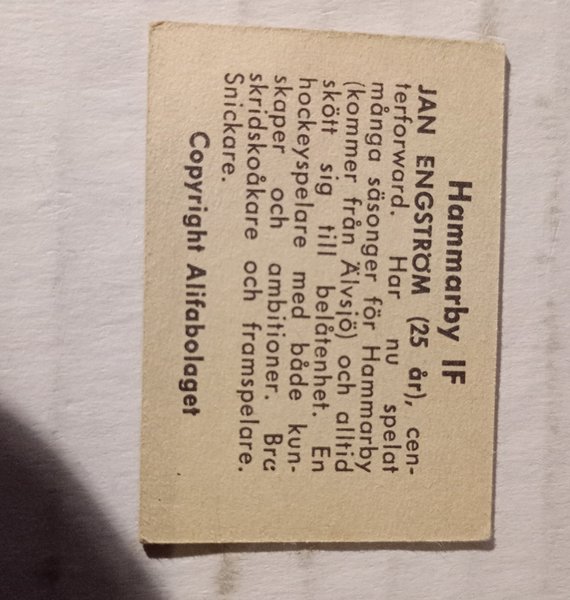 Hammarby IF
JAN ENGSTRÖM (25 år), cen-
terforward. Har nu spelat
många säsonger för Hammarby
(kommer från Älvsjö) och alltid
skött sig till belåtenhet. En
hockeyspelare med både kun-
skaper och ambitioner. Bra
skridskoåkare och framspelare.
Snickare.
Copyright Alifabolaget